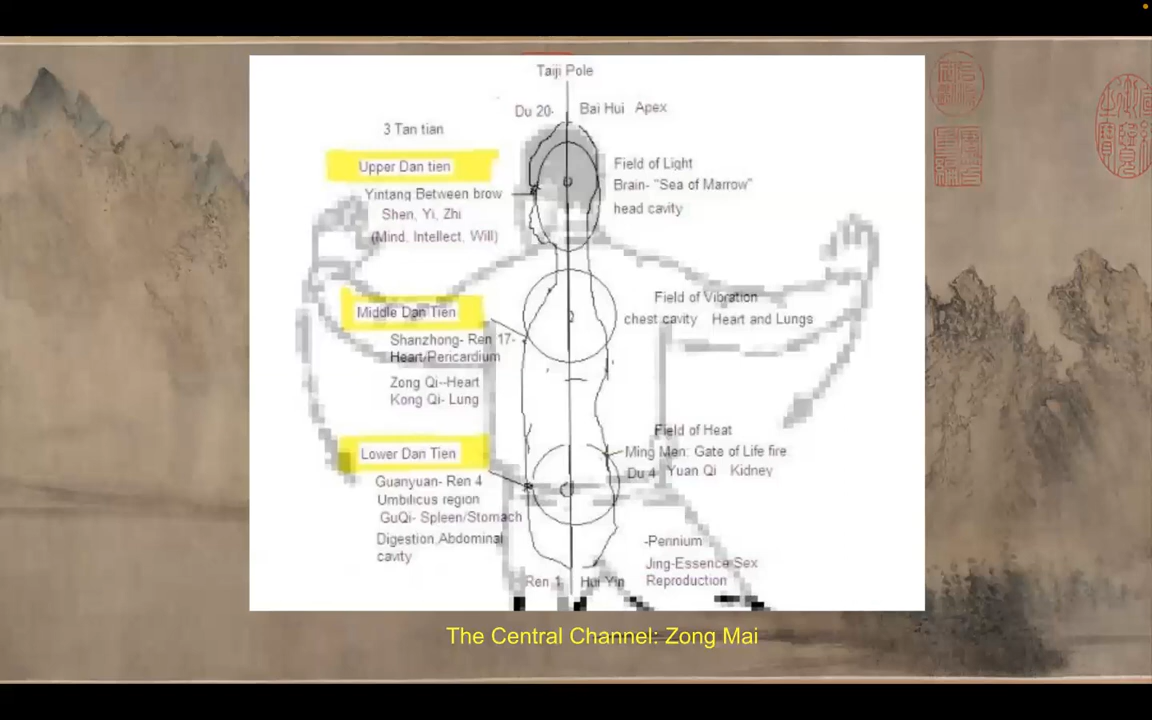 Taiji Pole
Du 20- Bai Hui Apex
3 Tan tian
Upper Dan tien
Yintang Between brow
Shen, Yi, Zhi
(Mind, Intellect, Will)
Field of Light
Brain- "Sea of Marrow"
head cavity
Middle Dan Tien
Shanzhong- Ren 17-
Heart/Pericardium
Zong Qi--Heart
Kong Qi- Lung
Field of Vibration
chest cavity Heart and Lungs
Lower Dan Tien
Guanyuan- Ren 4
Umbilicus region
GuQi- Spleen/Stomach
Digestion,Abdominal
cavity
Field of Heat
Ming Men: Gate of Life fire
Du 4 Yuan Qi Kidney
-Pennium
Jing-Essence Sex
Reproduction
Ren 1 Hui Yin
The Central Channel: Zong Mai